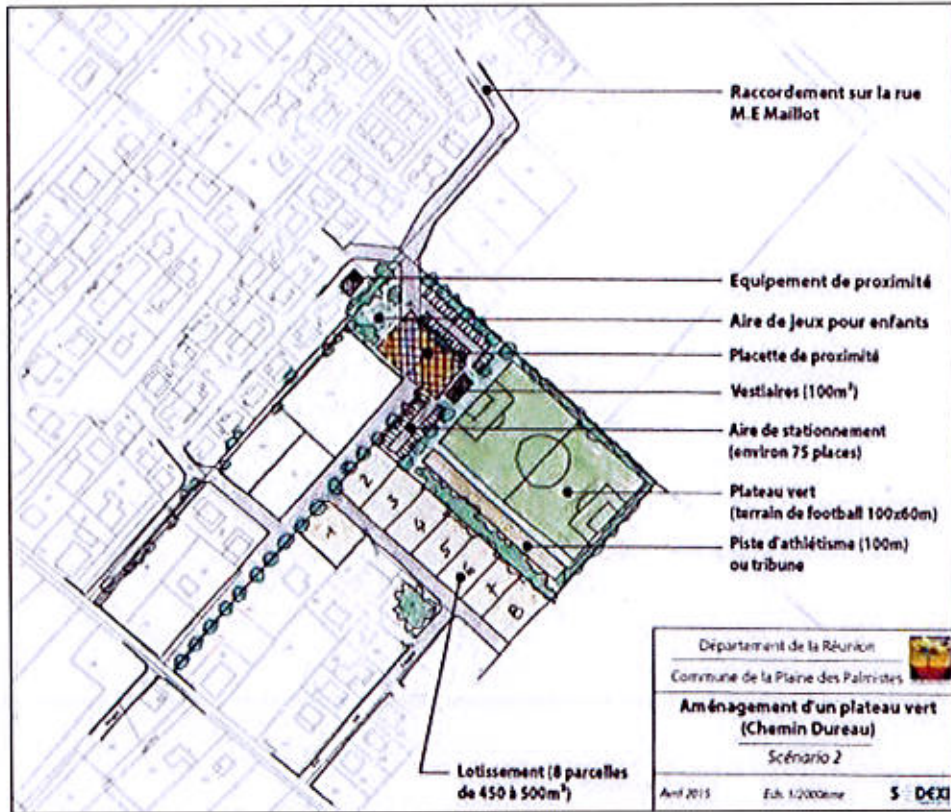 Raccordement sur la rue
M.E Maillot
Equipement de proximité
Aire de jeux pour enfants
Placette de proximité
Vestiaires (100m²)
Aire de stationnement
(environ 75 places)
Plateau vert
(terrain de football 100x60m)
Piste d'athlétisme (100m)
ou tribune
1
2
3
4
5
6
7
8
Lotissement (8 parcelles
de 450 à 500m²)
Département de la Réunion
Commune de la Plaine des Palmistes
Aménagement d'un plateau vert
(Chemin Dureau)
Scénario 2
Avril 2015